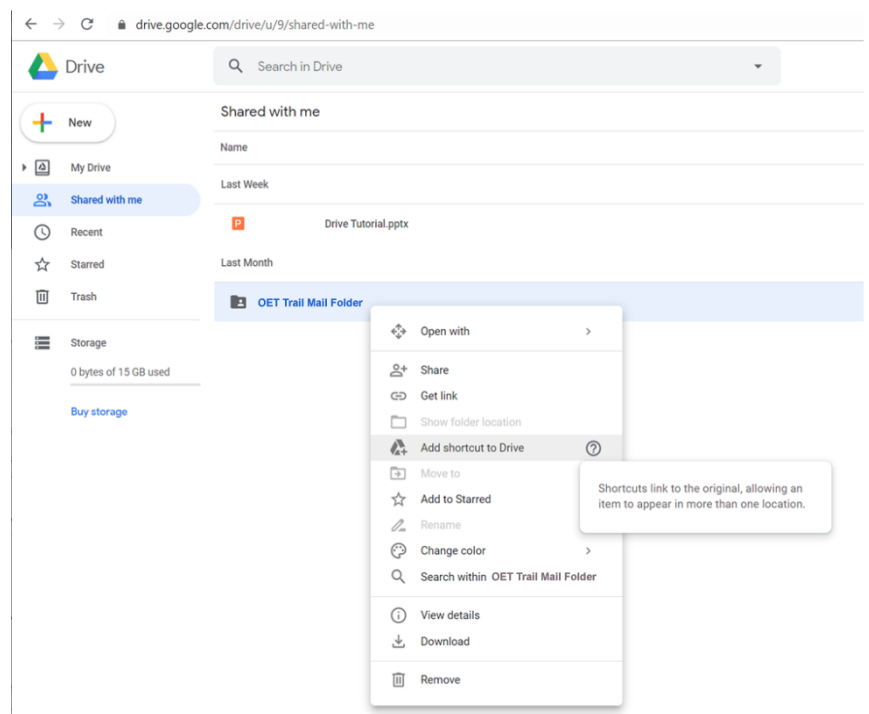 drive.google.com/drive/u/9/shared-with-me
Drive
Search in Drive
New
My Drive
Shared with me
Recent
Starred
Trash
Storage
0 bytes of 15 GB used
Buy storage
Shared with me
Name
Last Week
P
Drive Tutorial.pptx
Last Month
OET Trail Mail Folder
Open with
Share
Get link
Show folder location
Add shortcut to Drive
Move to
Add to Starred
Rename
Change color
Search within OET Trail Mail Folder
View details
Download
Remove
Shortcuts link to the original, allowing an
item to appear in more than one location.